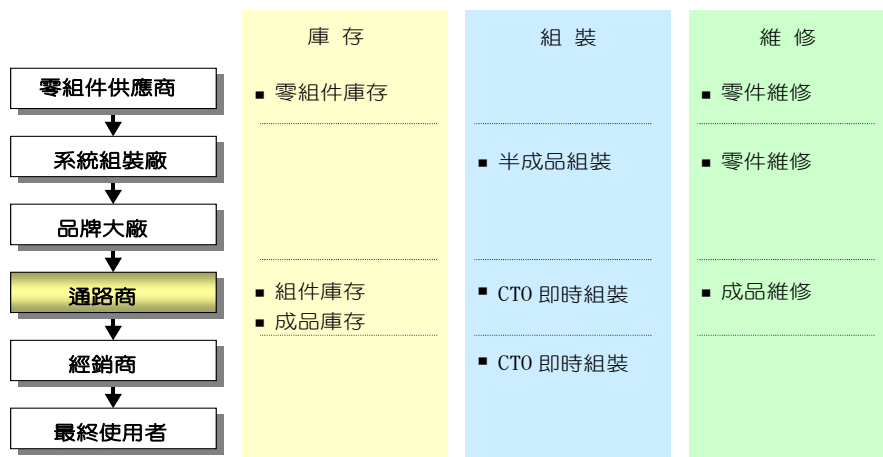 庫 存
組 裝
維 修
零組件供應商
■ 零組件庫存
■ 零件維修
系統組裝廠
■ 半成品組裝
■ 零件維修
品牌大廠
通路商
■ 組件庫存
■ CTO 即時組裝
■ 成品維修
■ 成品庫存
經銷商
■ CTO 即時組裝
最終使用者